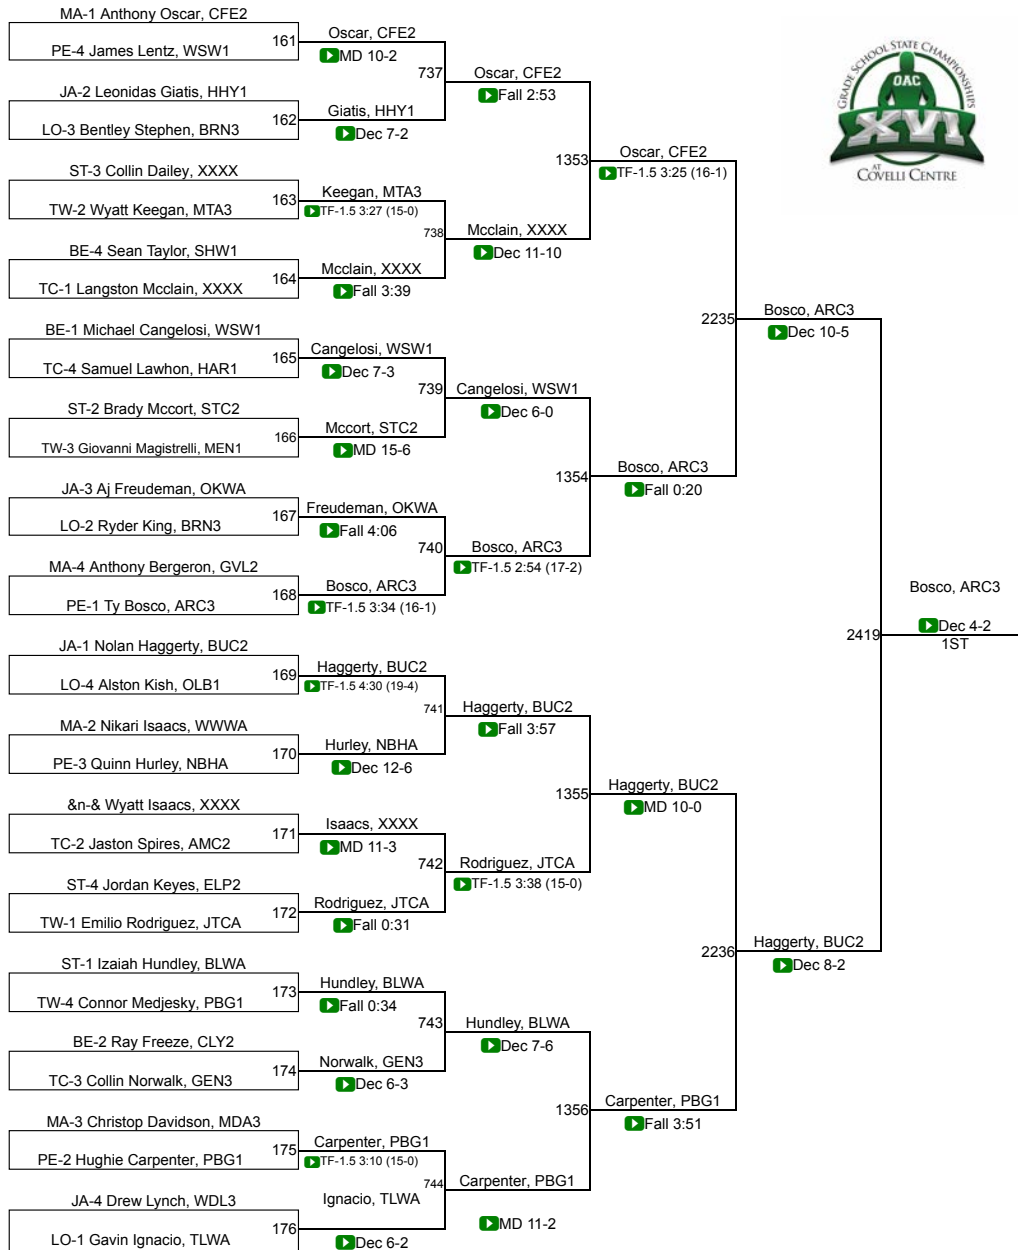 MA-1 Anthony Oscar, CFE2
161
PE-4 James Lentz, WSW1
Oscar, CFE2
MD 10-2
737
JA-2 Leonidas Giatis, HHY1
162
LO-3 Bentley Stephen, BRN3
Giatis, HHY1
Dec 7-2
Oscar, CFE2
Fall 2:53
1353
ST-3 Collin Dailey, XXXX
163
TW-2 Wyatt Keegan, MTA3
Keegan, MTA3
TF-1.5 3:27 (15-0)
738
BE-4 Sean Taylor, SHW1
164
TC-1 Langston Mcclain, XXXX
Mcclain, XXXX
Fall 3:39
Mcclain, XXXX
Dec 11-10
Oscar, CFE2
TF-1.5 3:25 (16-1)
2235
BE-1 Michael Cangelosi, WSW1
165
TC-4 Samuel Lawhon, HAR1
Cangelosi, WSW1
Dec 7-3
739
ST-2 Brady Mccort, STC2
166
TW-3 Giovanni Magistrelli, MEN1
Mccort, STC2
MD 15-6
Cangelosi, WSW1
Dec 6-0
1354
JA-3 Aj Freudeman, OKWA
167
LO-2 Ryder King, BRN3
Freudeman, OKWA
Fall 4:06
740
MA-4 Anthony Bergeron, GVL2
168
PE-1 Ty Bosco, ARC3
Bosco, ARC3
TF-1.5 3:34 (16-1)
Bosco, ARC3
TF-1.5 2:54 (17-2)
Bosco, ARC3
Fall 0:20
Bosco, ARC3
Dec 10-5
2419
JA-1 Nolan Haggerty, BUC2
169
LO-4 Alston Kish, OLB1
Haggerty, BUC2
TF-1.5 4:30 (19-4)
741
MA-2 Nikari Isaacs, WWWA
170
PE-3 Quinn Hurley, NBHA
Hurley, NBHA
Dec 12-6
Haggerty, BUC2
Fall 3:57
1355
&n-& Wyatt Isaacs, XXXX
171
TC-2 Jaston Spires, AMC2
Isaacs, XXXX
MD 11-3
742
ST-4 Jordan Keyes, ELP2
172
TW-1 Emilio Rodriguez, JTCA
Rodriguez, JTCA
Fall 0:31
Rodriguez, JTCA
TF-1.5 3:38 (15-0)
Haggerty, BUC2
MD 10-0
2236
ST-1 Izaiah Hundley, BLWA
173
TW-4 Connor Medjesky, PBG1
Hundley, BLWA
Fall 0:34
743
BE-2 Ray Freeze, CLY2
174
TC-3 Collin Norwalk, GEN3
Norwalk, GEN3
Dec 6-3
Hundley, BLWA
Dec 7-6
1356
MA-3 Christop Davidson, MDA3
175
PE-2 Hughie Carpenter, PBG1
Carpenter, PBG1
TF-1.5 3:10 (15-0)
744
JA-4 Drew Lynch, WDL3
176
LO-1 Gavin Ignacio, TLWA
Ignacio, TLWA
Dec 6-2
Carpenter, PBG1
MD 11-2
Carpenter, PBG1
Fall 3:51
Haggerty, BUC2
Dec 8-2
Bosco, ARC3
Dec 4-2
1ST
GRADE SCHOOL STATE CHAMPIONSHIPS
OAC
XVI
AT
COVELLI CENTRE